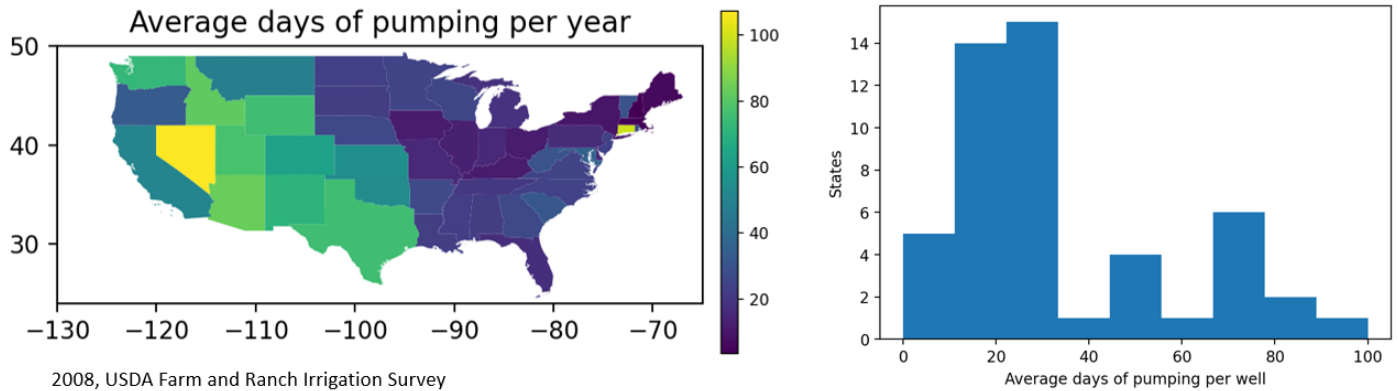 Average days of pumping per year
50
40
30
−130 −120 −110 −100 −90 −80 −70
100
80
60
40
20
2008, USDA Farm and Ranch Irrigation Survey
States
14
12
10
8
6
4
2
0
0 20 40 60 80 100
Average days of pumping per well